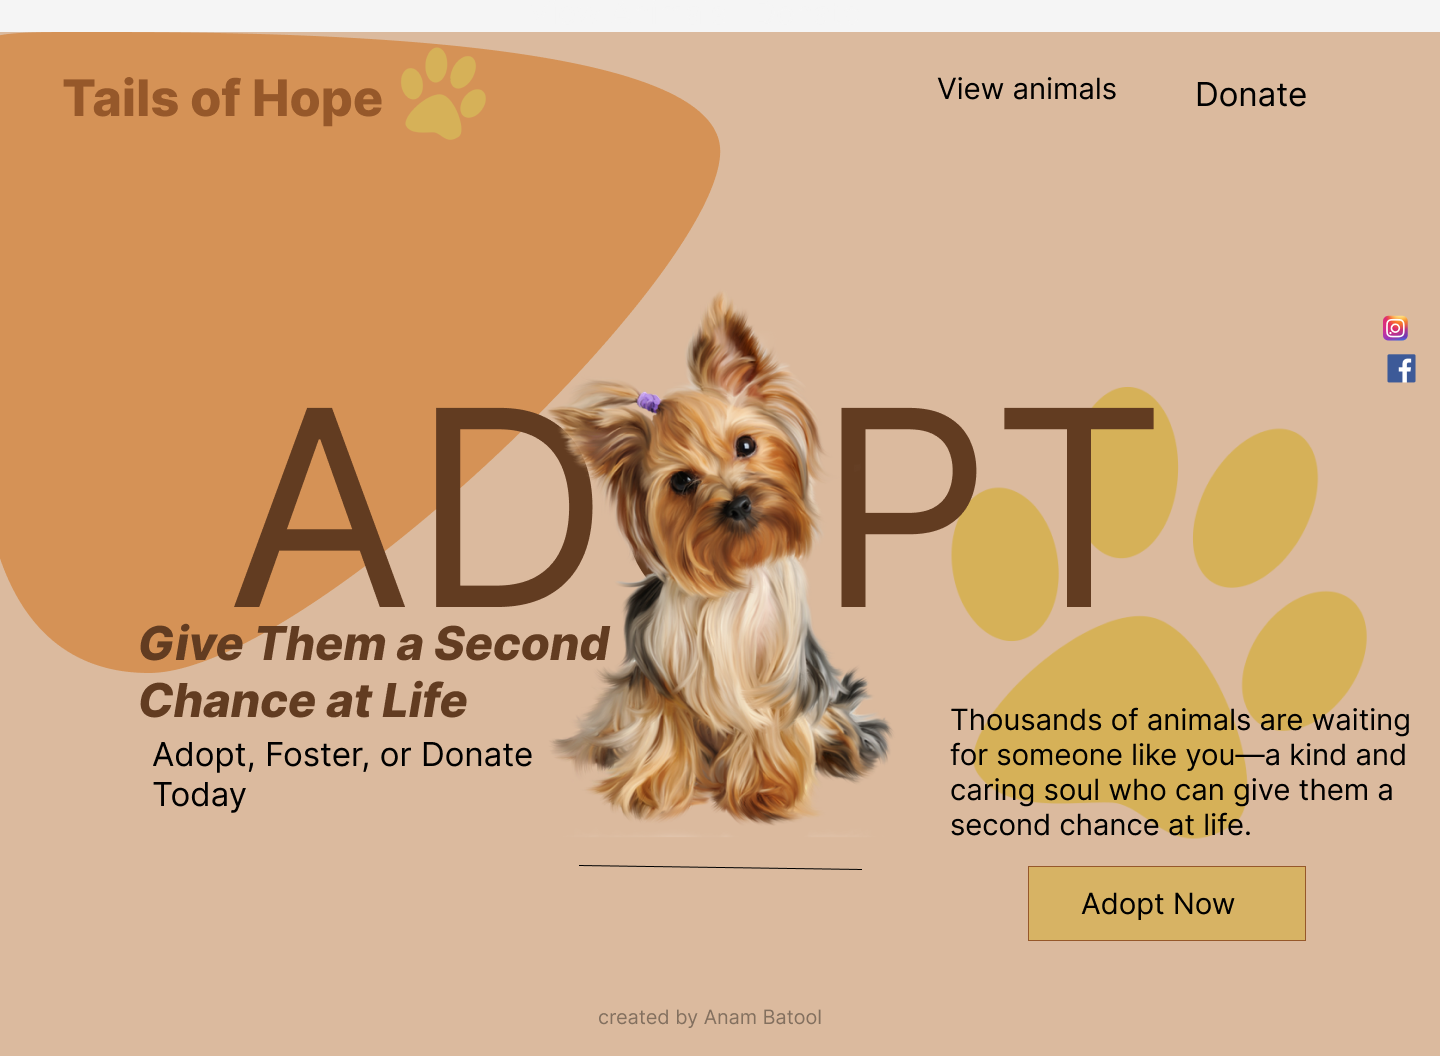 Tails of Hope
View animals
Donate
ADOPT
Give Them a Second
Chance at Life
Adopt, Foster, or Donate
Today
Thousands of animals are waiting
for someone like you—a kind and
caring soul who can give them a
second chance at life.
Adopt Now
created by Anam Batool